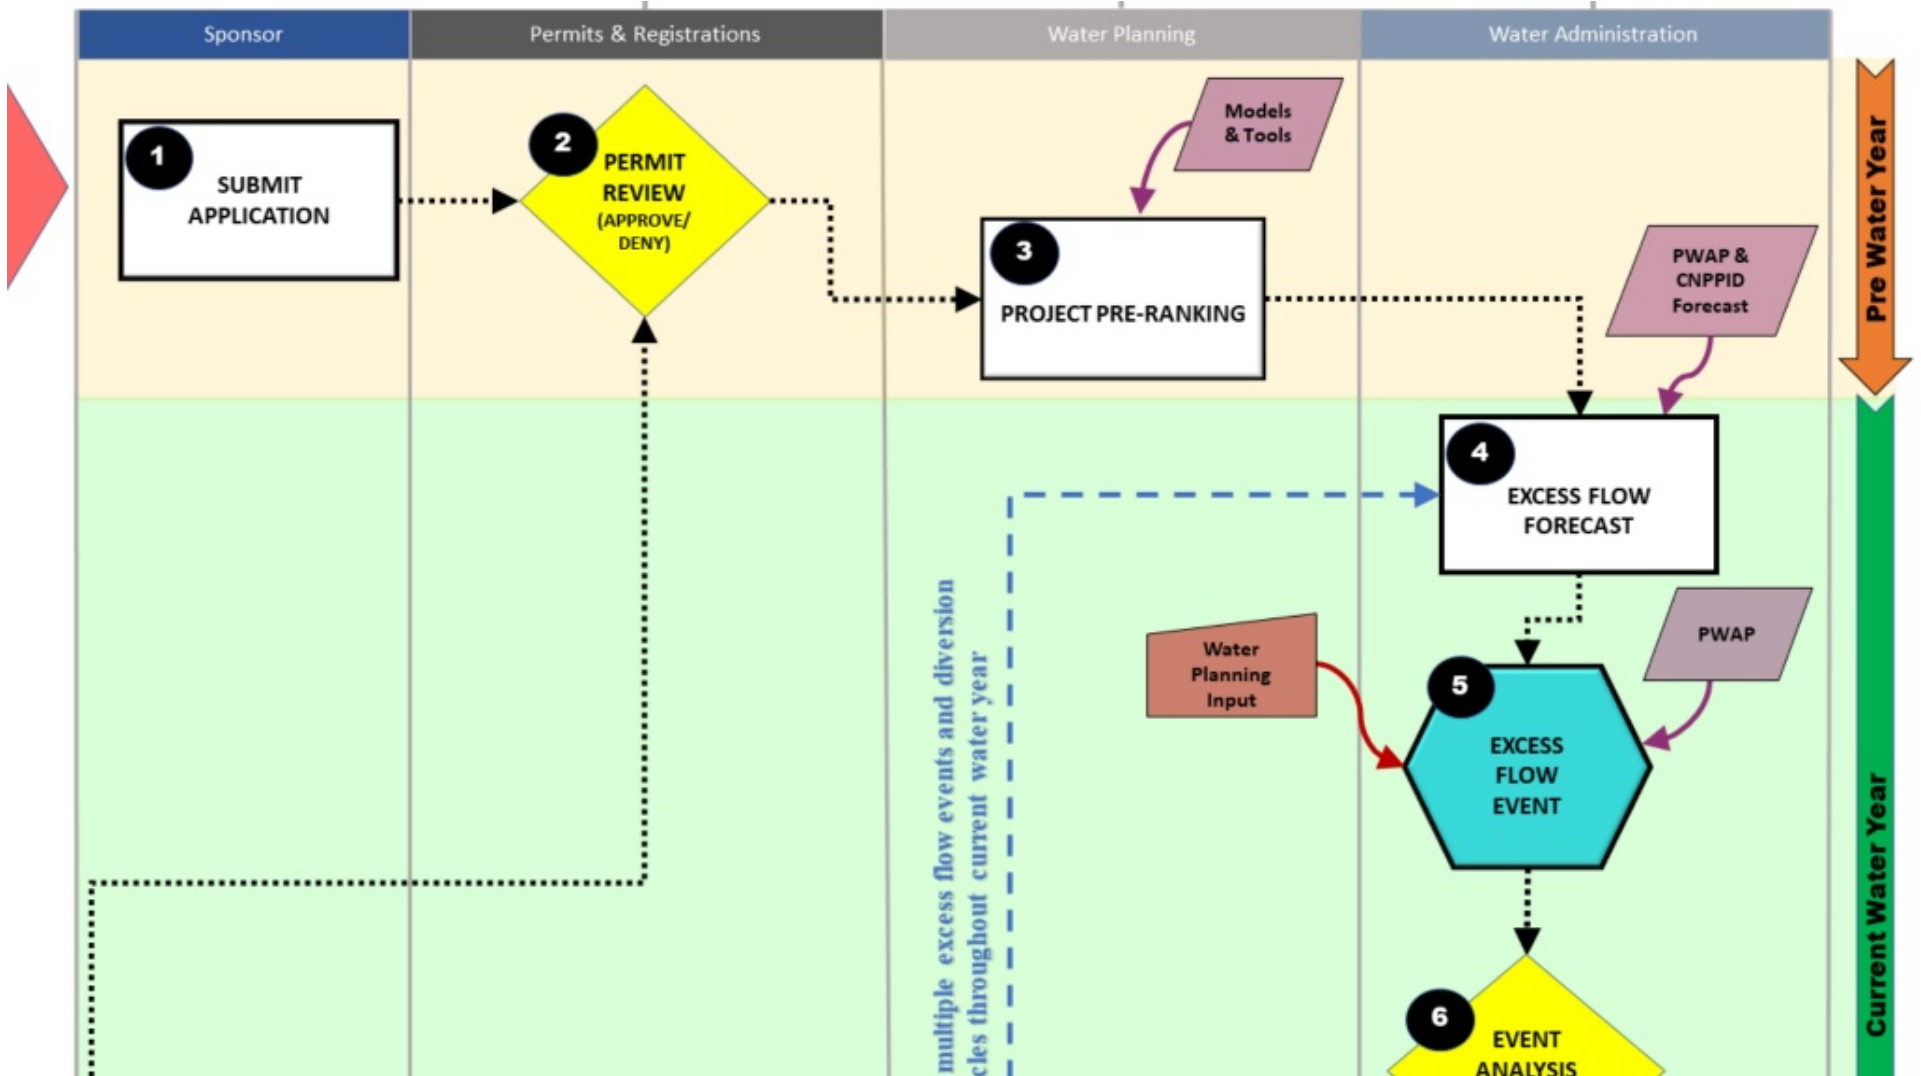 Sponsor
Permits & Registrations
Water Planning
Water Administration
1
SUBMIT
APPLICATION
2
PERMIT
REVIEW
(APPROVE/
DENY)
Models
& Tools
3
PROJECT PRE-RANKING
PWAP &
CNPPID
Forecast
Pre Water Year
4
EXCESS FLOW
FORECAST
multiple excess flow events and diversion
cles throughout current water year
Water
Planning
Input
PWAP
5
EXCESS
FLOW
EVENT
Current Water Year
6
EVENT
ANALYSIS